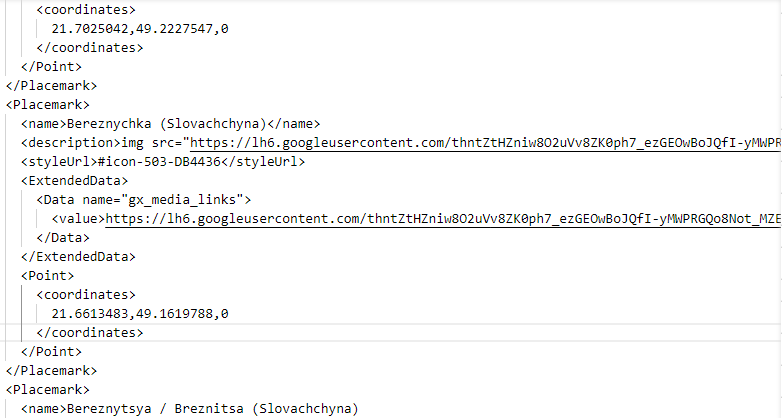 <coordinates>
21.7025042,49.2227547,0
</coordinates>
</Point>
</Placemark>
<Placemark>
<name>Bereznychka (Slovachchyna)</name>
<description>img src="https://lh6.googleusercontent.com/thntZtHZniw8O2uVv8ZK0ph7_ezGEOwBoJQfI-yMWPR
<styleUrl>#icon-503-DB4436</styleUrl>
<ExtendedData>
<Data name="gx_media_links">
<value>https://lh6.googleusercontent.com/thntZtHZniw8O2uVv8ZK0ph7_ezGEOwBoJQfI-yMWPRGQo8Not_MZE
</Data>
</ExtendedData>
<Point>
<coordinates>
21.6613483,49.1619788,0
</coordinates>
</Point>
</Placemark>
<Placemark>
<name>Bereznytsya / Breznitsa (Slovachchyna)